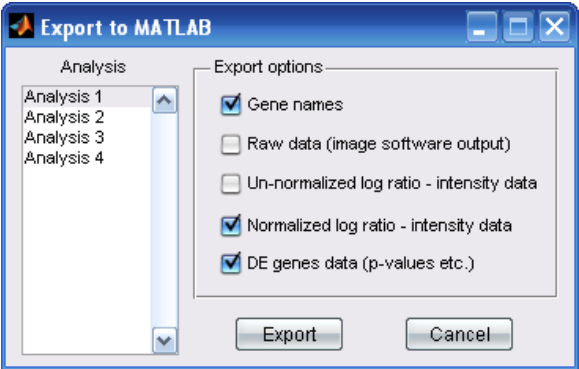 Export to MATLAB
Analysis
Analysis 1
Analysis 2
Analysis 3
Analysis 4
Export options
Gene names
Raw data (image software output)
Un-normalized log ratio - intensity data
Normalized log ratio - intensity data
DE genes data (p-values etc.)
Export
Cancel